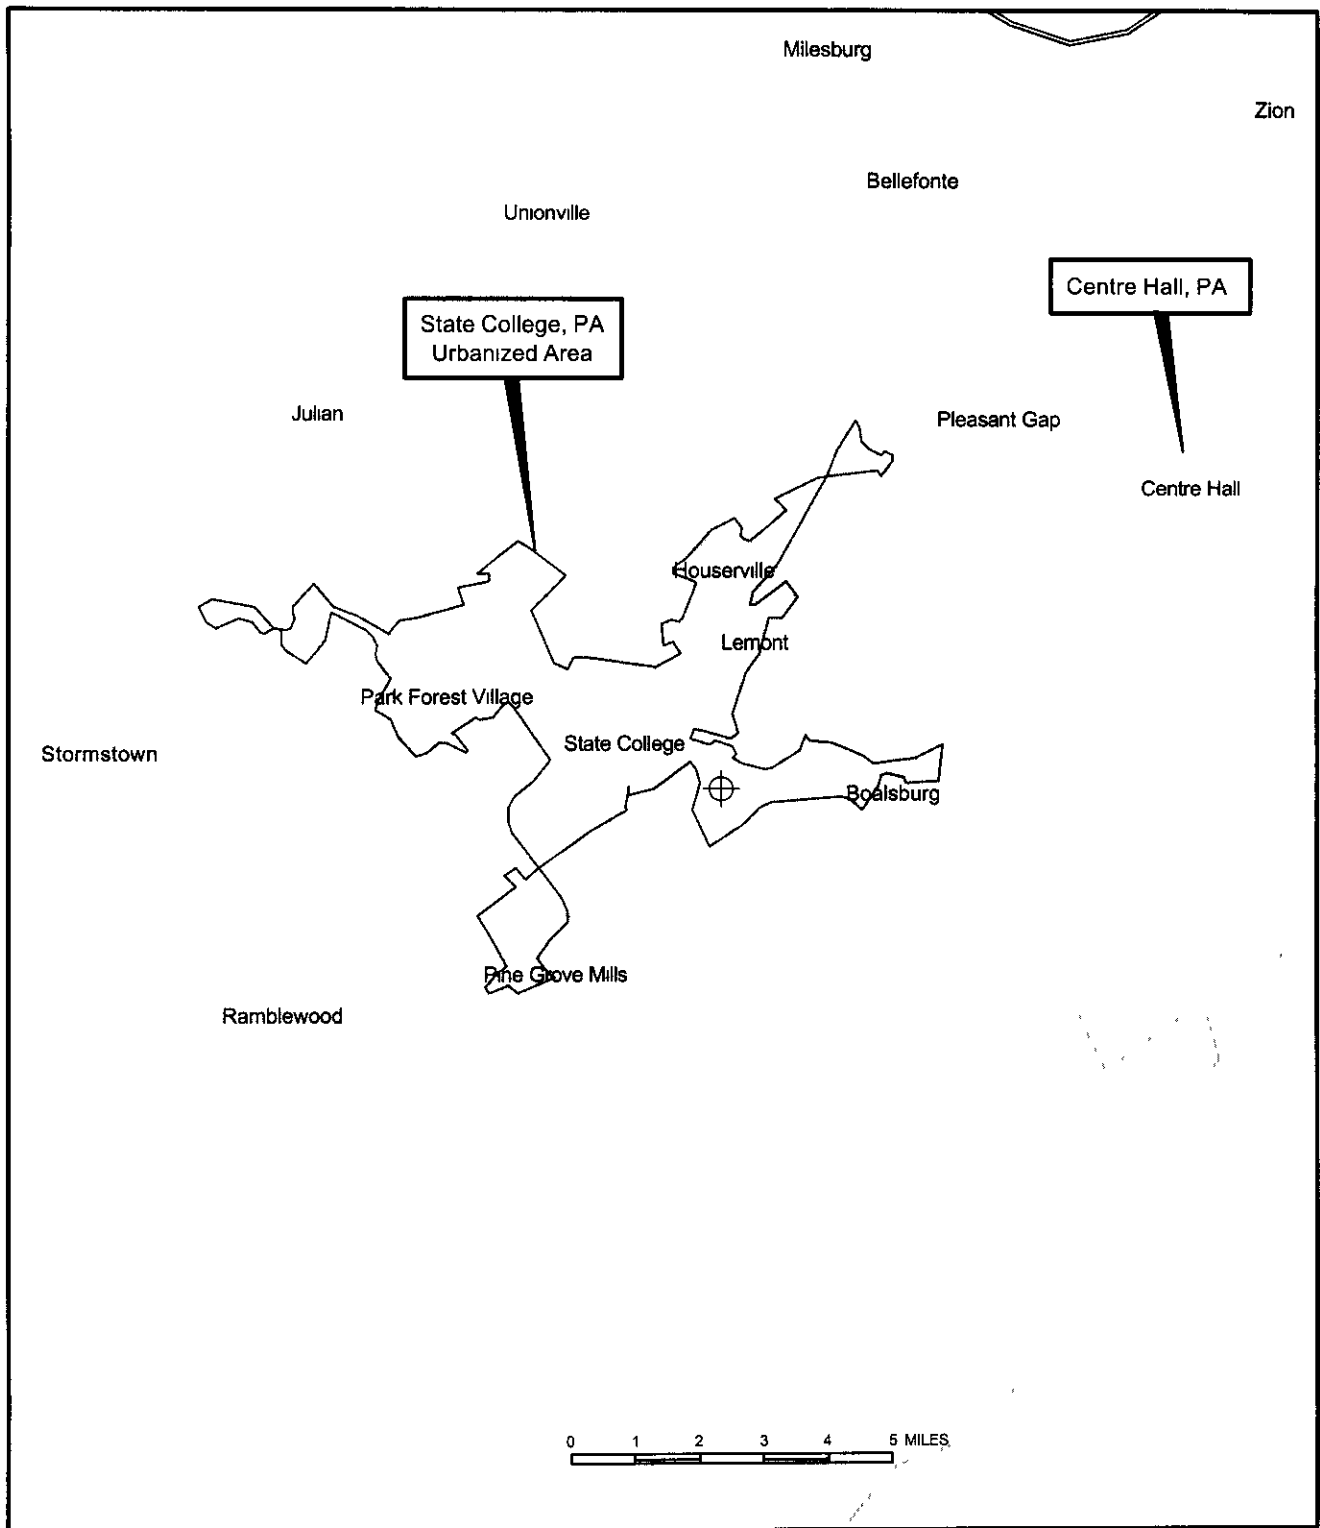 Milesburg
Zion
Bellefonte
Unionville
Centre Hall, PA
State College, PA
Urbanized Area
Julian
Pleasant Gap
Centre Hall
Houserville
Lemont
Park Forest Village
State College
Stormstown
Boalsburg
Pine Grove Mills
Ramblewood
0 1 2 3 4 5 MILES